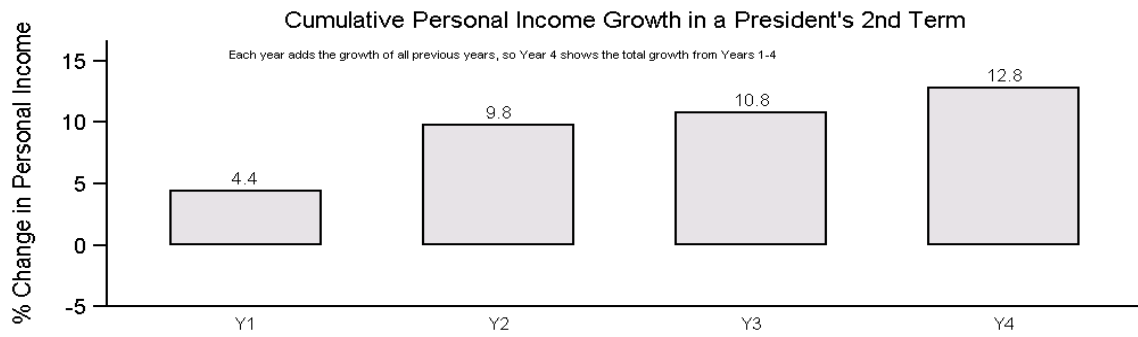 Cumulative Personal Income Growth in a President's 2nd Term
Each year adds the growth of all previous years, so Year 4 shows the total growth from Years 1-4
% Change in Personal Income
15
10
5
0
-5
4.4
9.8
10.8
12.8
Y1 Y2 Y3 Y4